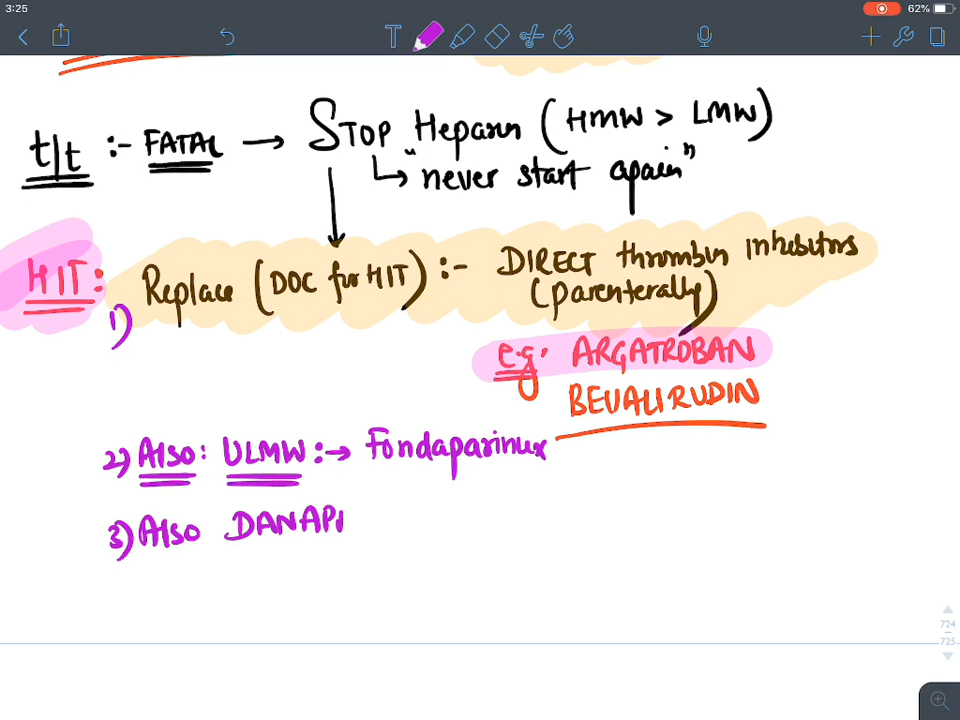 3:25
62%
T
t/t :- FATAL → STOP Heparin (HMW > LMW)
↳ "never start again"
HIT:
1) Replace (DOC for HIT) :- DIRECT thrombin inhibitors
(parenterally)
e.g. ARGATROBAN
BEVALIRUDIN
2) Also: ULMW :→ Fondaparinux
3) Also DANAPA
724
725